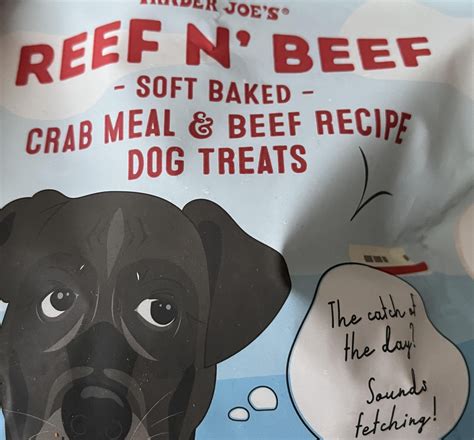 TRADER JOE'S®
REEF N' BEEF
- SOFT BAKED -
CRAB MEAL & BEEF RECIPE
DOG TREATS
The catch of
the day?
Sounds
fetching!